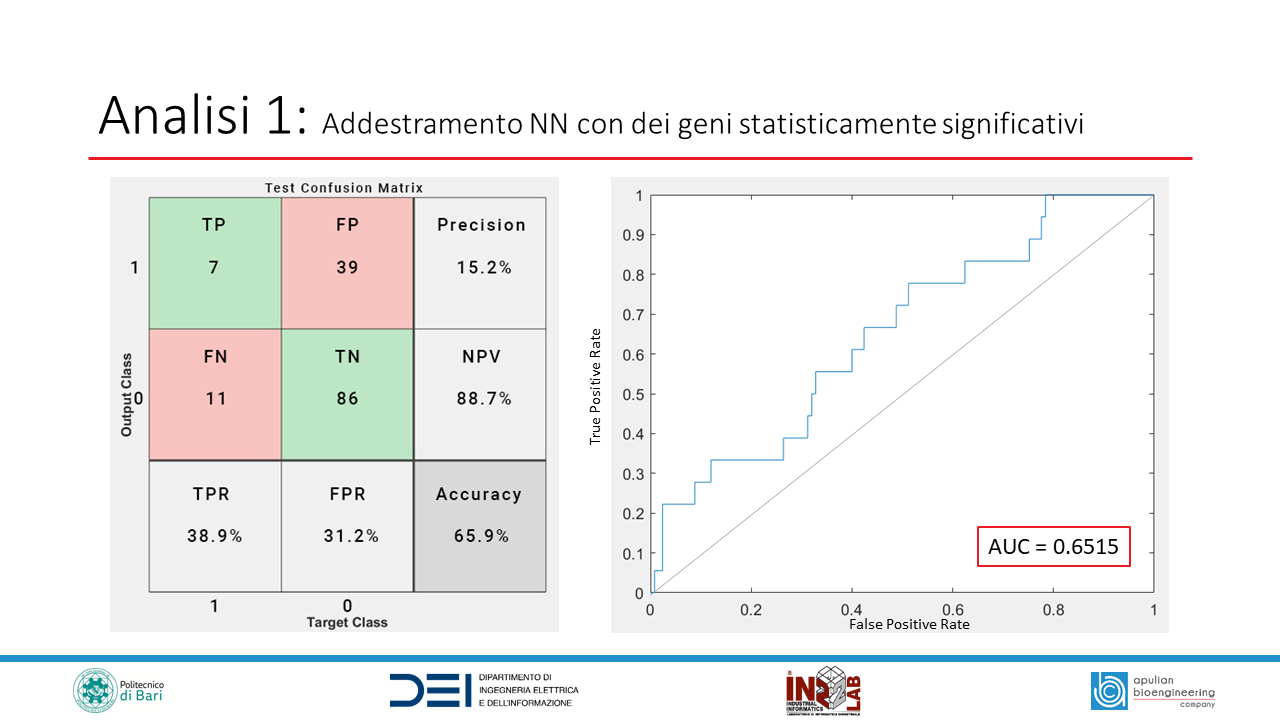 Analisi 1: Addestramento NN con dei geni statisticamente significativi
Test Confusion Matrix
TP
7
FP
39
Precision
15.2%
1
FN
11
TN
86
NPV
88.7%
0
Output Class
TPR
38.9%
FPR
31.2%
Accuracy
65.9%
1 0
Target Class
1
0.9
0.8
0.7
0.6
0.5
0.4
0.3
0.2
0.1
0
True Positive Rate
AUC = 0.6515
0 0.2 0.4 0.6 0.8 1
False Positive Rate
Politecnico
di Bari
DEI
DIPARTIMENTO DI
INGEGNERIA ELETTRICA
E DELL'INFORMAZIONE
INDUSTRIAL
INFORMATICS
LAB
LABORATORIO DI INFORMATICA INDUSTRIALE
apulian
bioengineering
company